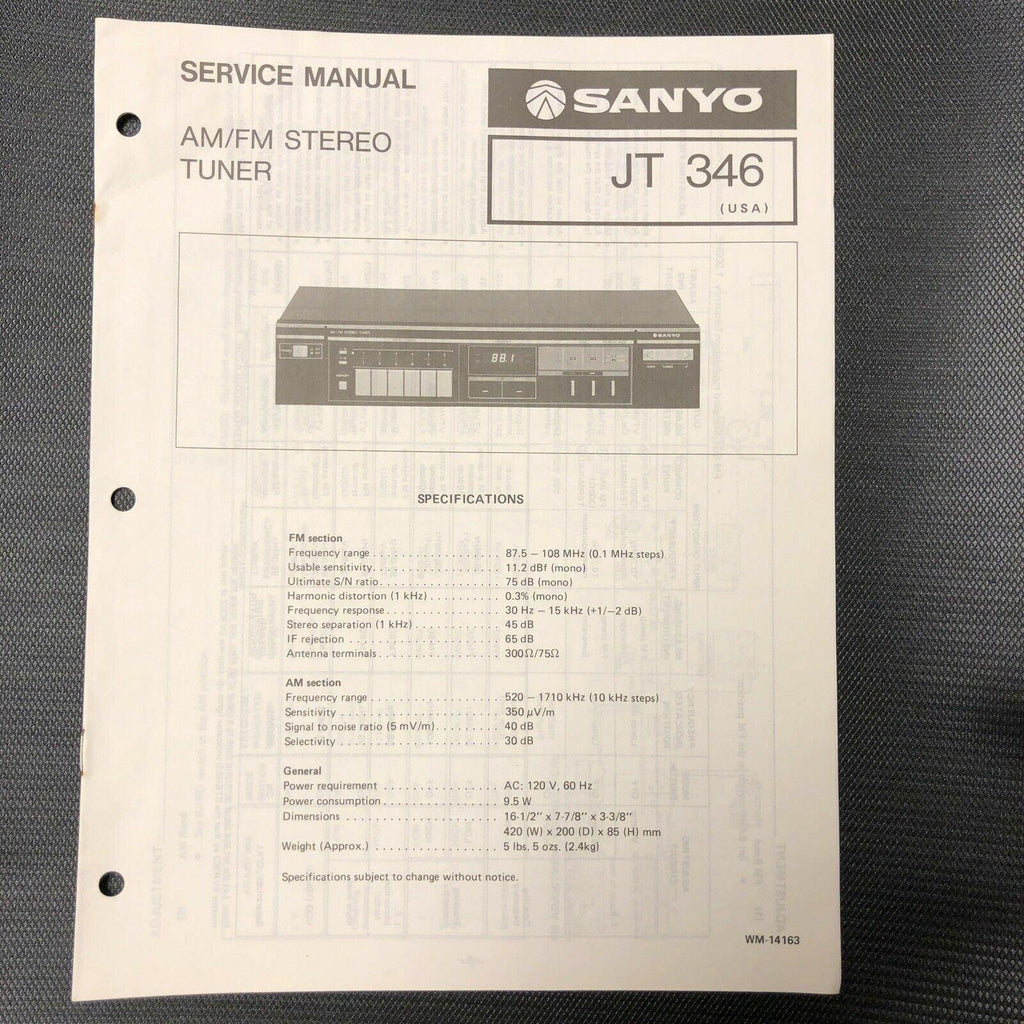 SERVICE MANUAL
AM/FM STEREO
TUNER
SANYO
JT 346
(USA)
AM/FM STEREO TUNER
SANYO
88.1
SPECIFICATIONS
FM section
Frequency range . . . . . . . . . . . . . . . . . 87.5 – 108 MHz (0.1 MHz steps)
Usable sensitivity. . . . . . . . . . . . . . . . . 11.2 dBf (mono)
Ultimate S/N ratio. . . . . . . . . . . . . . . . 75 dB (mono)
Harmonic distortion (1 kHz) . . . . . . . . . . 0.3% (mono)
Frequency response. . . . . . . . . . . . . . . . 30 Hz – 15 kHz (+1/–2 dB)
Stereo separation (1 kHz) . . . . . . . . . . . . 45 dB
IF rejection . . . . . . . . . . . . . . . . . . . . 65 dB
Antenna terminals. . . . . . . . . . . . . . . . . 300Ω/75Ω
AM section
Frequency range . . . . . . . . . . . . . . . . . 520 – 1710 kHz (10 kHz steps)
Sensitivity . . . . . . . . . . . . . . . . . . . . . 350 μV/m
Signal to noise ratio (5 mV/m). . . . . . . . . 40 dB
Selectivity . . . . . . . . . . . . . . . . . . . . . 30 dB
General
Power requirement . . . . . . . . . . . . . . . . AC: 120 V, 60 Hz
Power consumption . . . . . . . . . . . . . . . . 9.5 W
Dimensions . . . . . . . . . . . . . . . . . . . . 16-1/2" x 7-7/8" x 3-3/8"
420 (W) x 200 (D) x 85 (H) mm
Weight (Approx.) . . . . . . . . . . . . . . . . . 5 lbs. 5 ozs. (2.4kg)
Specifications subject to change without notice.
WM-14163